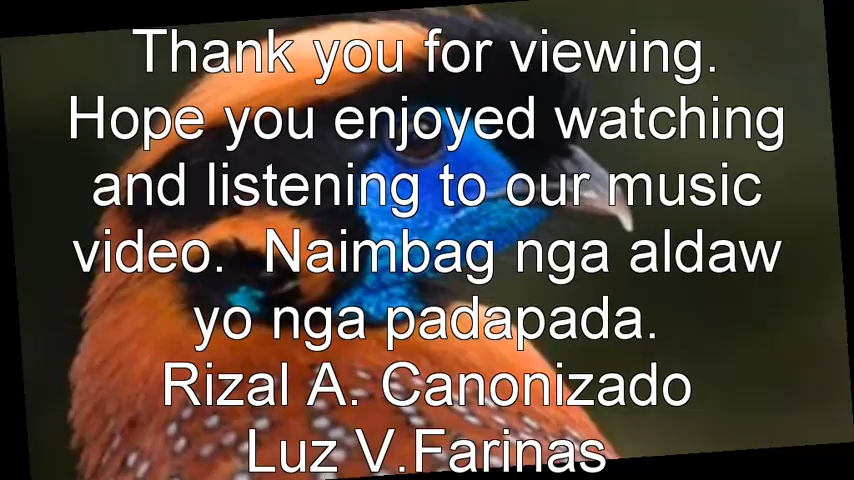 Thank you for viewing.
Hope you enjoyed watching
and listening to our music
video.  Naimbag nga aldaw
yo nga padapada.
Rizal A. Canonizado
Luz V.Farinas